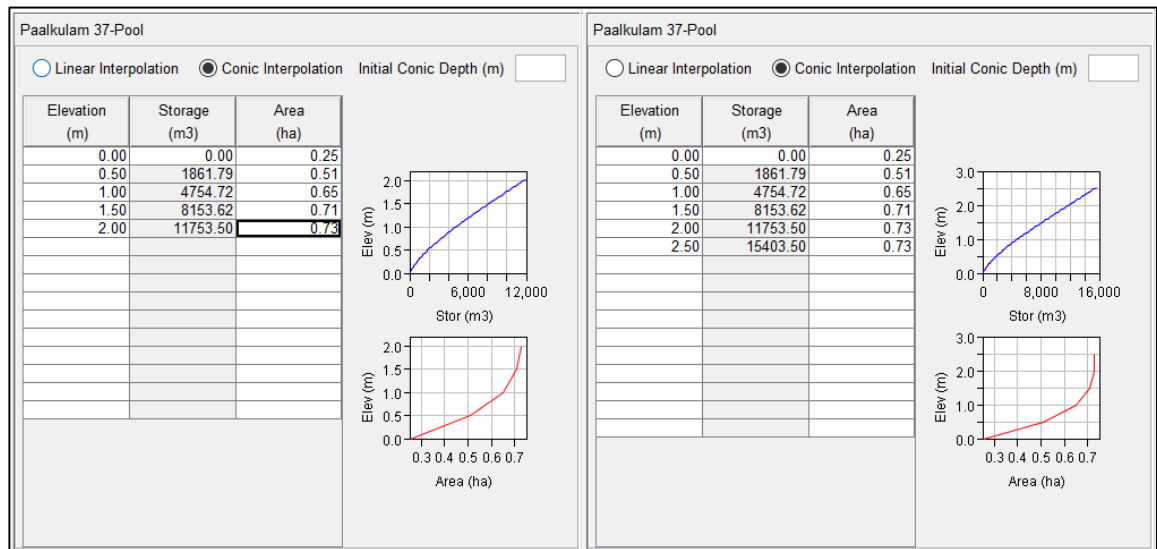 Paalkulam 37-Pool
Linear Interpolation Conic Interpolation Initial Conic Depth (m)
Elevation Storage Area
(m) (m3) (ha)
0.00 0.00 0.25
0.50 1861.79 0.51
1.00 4754.72 0.65
1.50 8153.62 0.71
2.00 11753.50 0.73
2.0
1.5
1.0
0.5
0.0
0 6,000 12,000
Elev (m)
Stor (m3)
2.0
1.5
1.0
0.5
0.0
0.3 0.4 0.5 0.6 0.7
Elev (m)
Area (ha)
Paalkulam 37-Pool
Linear Interpolation Conic Interpolation Initial Conic Depth (m)
Elevation Storage Area
(m) (m3) (ha)
0.00 0.00 0.25
0.50 1861.79 0.51
1.00 4754.72 0.65
1.50 8153.62 0.71
2.00 11753.50 0.73
2.50 15403.50 0.73
3.0
2.0
1.0
0.0
0 8,000 16,000
Elev (m)
Stor (m3)
3.0
2.0
1.0
0.0
0.3 0.4 0.5 0.6 0.7
Elev (m)
Area (ha)